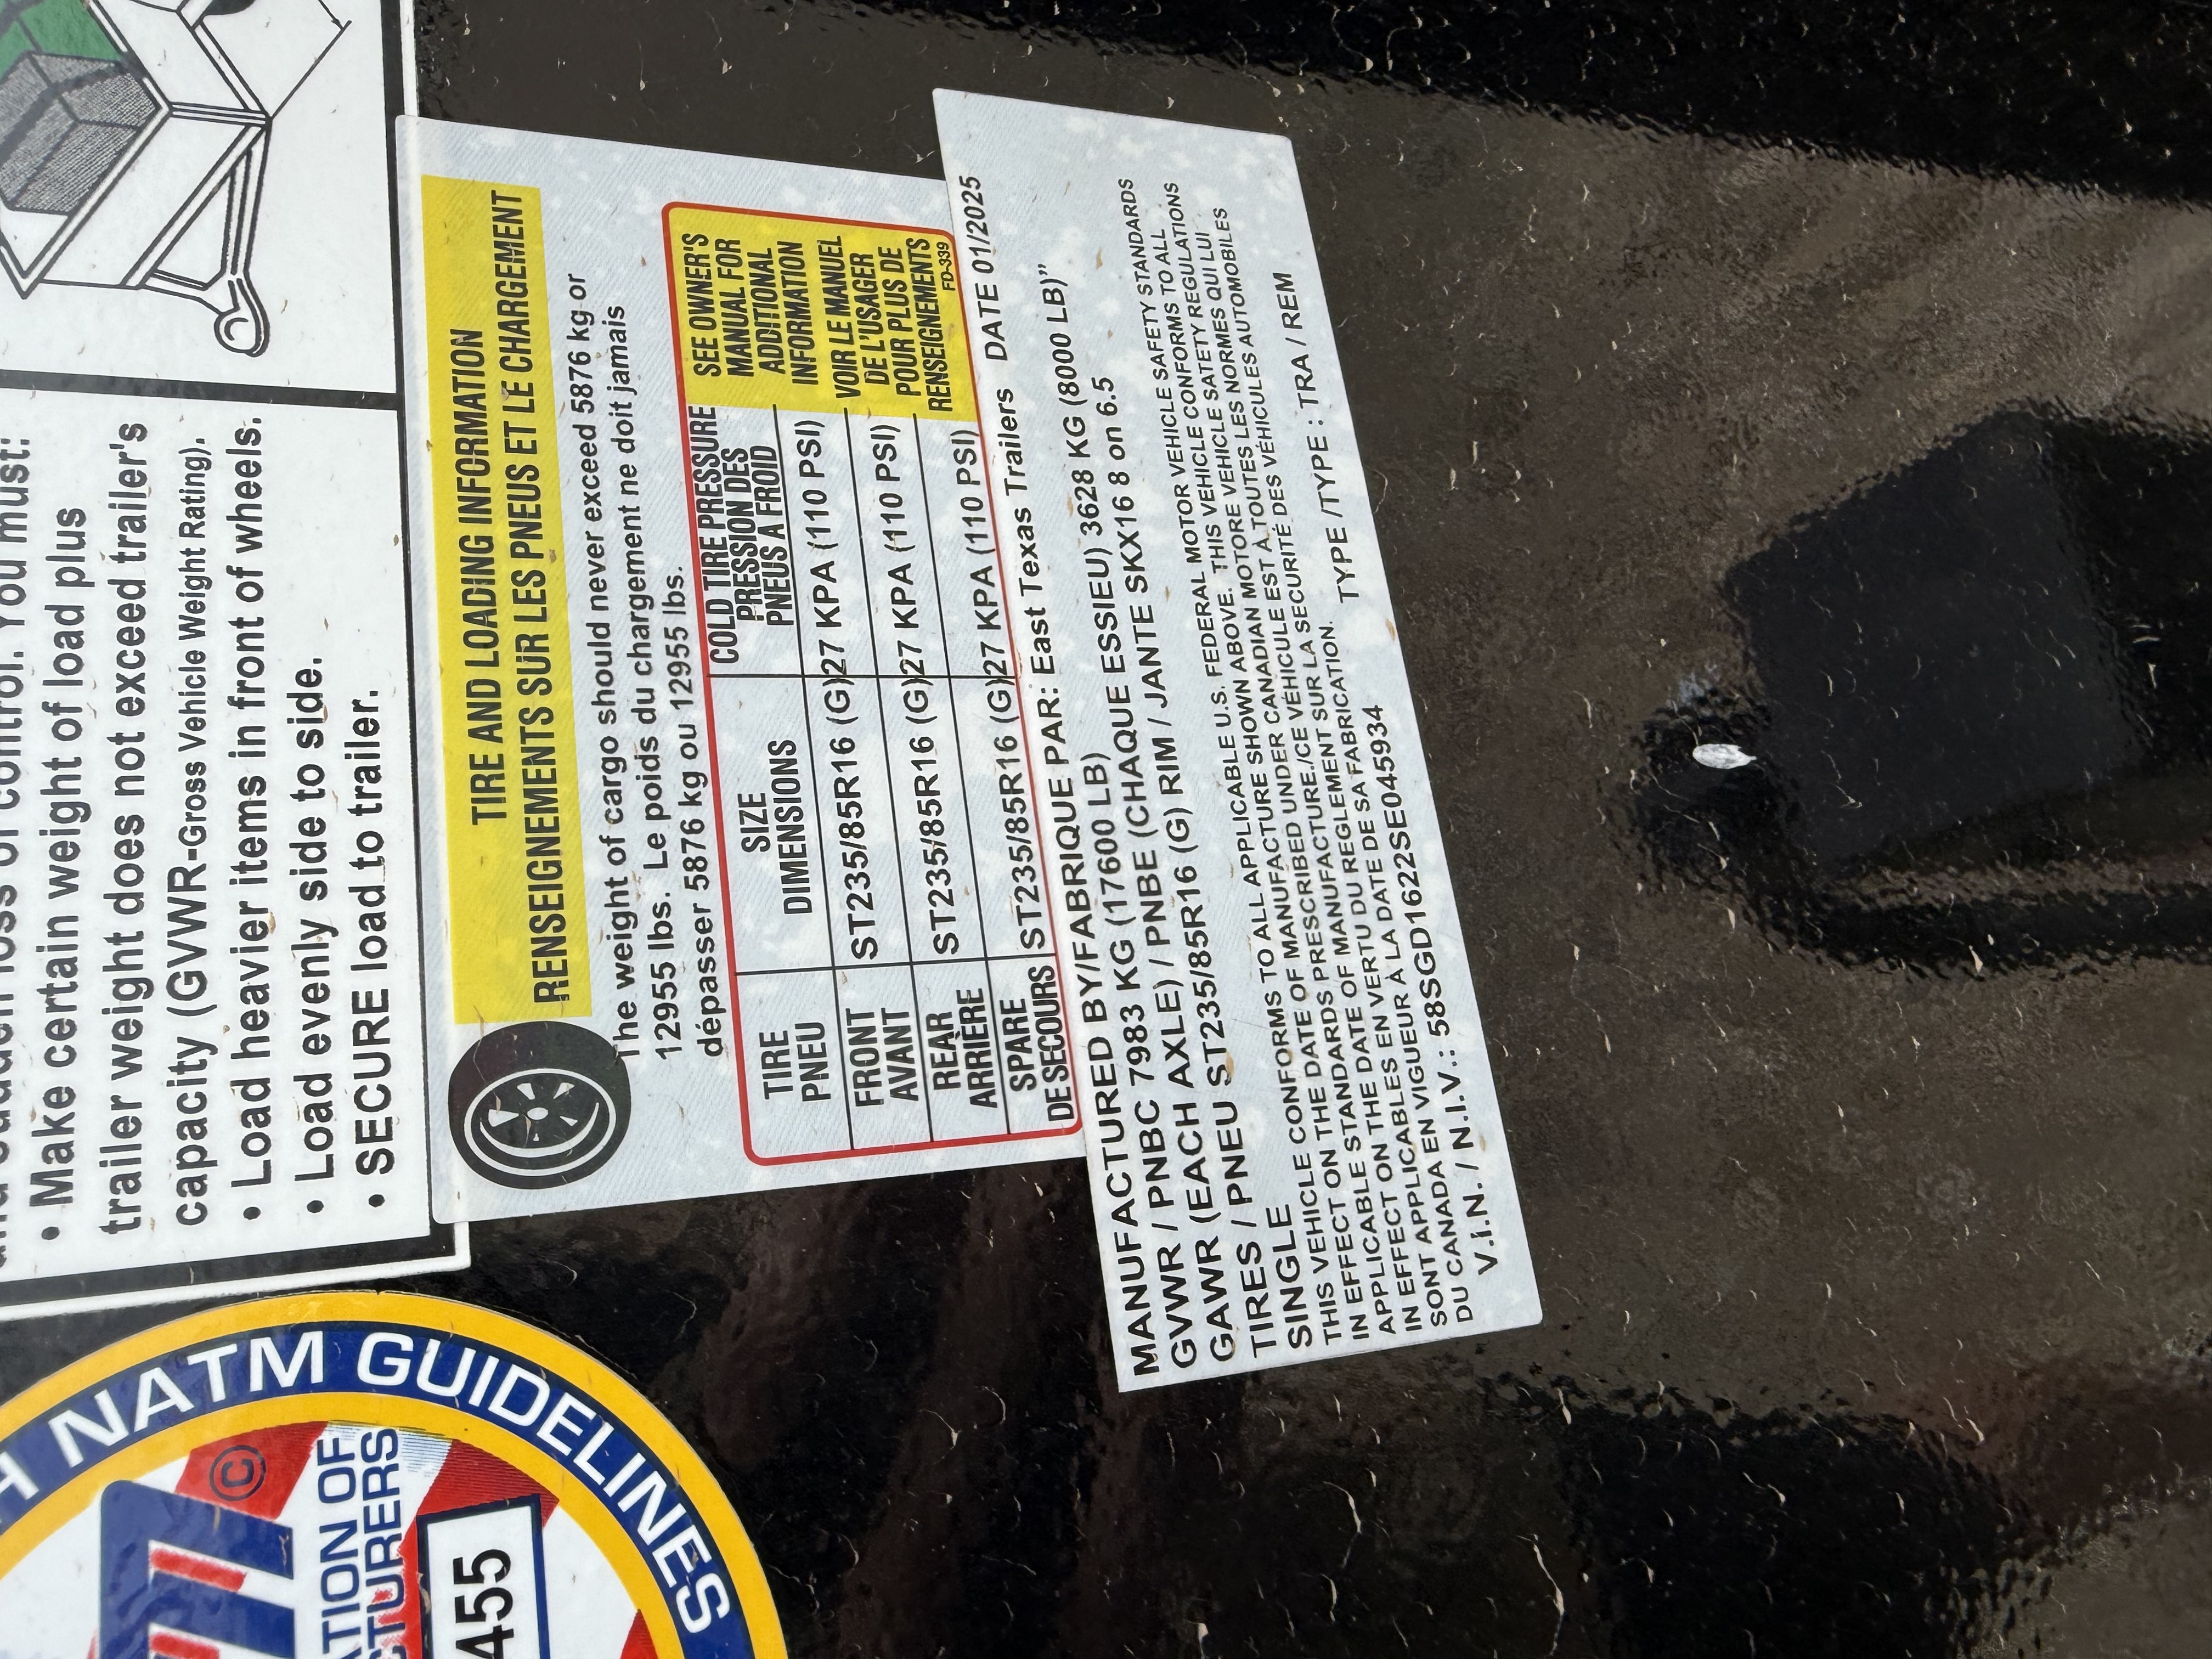 and sudden loss of control. You must:
• Make certain weight of load plus
trailer weight does not exceed trailer's
capacity (GVWR-Gross Vehicle Weight Rating).
• Load heavier items in front of wheels.
• Load evenly side to side.
• SECURE load to trailer.
TIRE AND LOADING INFORMATION
RENSEIGNEMENTS SUR LES PNEUS ET LE CHARGEMENT
The weight of cargo should never exceed 5876 kg or
12955 lbs. Le poids du chargement ne doit jamais
dépasser 5876 kg ou 12955 lbs.
TIRE
PNEU
SIZE
DIMENSIONS
COLD TIRE PRESSURE
PRESSION DES
PNEUS A FROID
FRONT
AVANT
ST235/85R16 (G)
27 KPA (110 PSI)
REAR
ARRIÈRE
ST235/85R16 (G)
27 KPA (110 PSI)
SPARE
DE SECOURS
ST235/85R16 (G)
27 KPA (110 PSI)
SEE OWNER'S
MANUAL FOR
ADDITIONAL
INFORMATION
VOIR LE MANUEL
DE L'USAGER
POUR PLUS DE
RENSEIGNEMENTS
FD-339
MANUFACTURED BY/FABRIQUE PAR: East Texas Trailers DATE 01/2025
GVWR / PNBC 7983 KG (17600 LB)
GAWR (EACH AXLE) / PNBE (CHAQUE ESSIEU) 3628 KG (8000 LB)”
TIRES / PNEU ST235/85R16 (G) RIM / JANTE SKX16 8 on 6.5
SINGLE
THIS VEHICLE CONFORMS TO ALL APPLICABLE U.S. FEDERAL MOTOR VEHICLE SAFETY STANDARDS
IN EFFECT ON THE DATE OF MANUFACTURE SHOWN ABOVE. THIS VEHICLE CONFORMS TO ALL
APPLICABLE STANDARDS PRESCRIBED UNDER CANADIAN MOTORE VEHICLE SATETY REGULATIONS
IN EFFECT ON THE DATE OF MANUFACTURE./CE VÉHICULE EST À TOUTES LES NORMES QUI LUI
SONT APPLICABLES EN VERTU DU REGLEMENT SUR LA SECURITÉ DES VÉHICULES AUTOMOBILES
DU CANADA EN VIGUEUR À LA DATE DE SA FABRICATION.
V.i.N. / N.I.V.: 58SGD1622SE045934 TYPE /TYPE : TRA / REM
NATM GUIDELINES
©
455